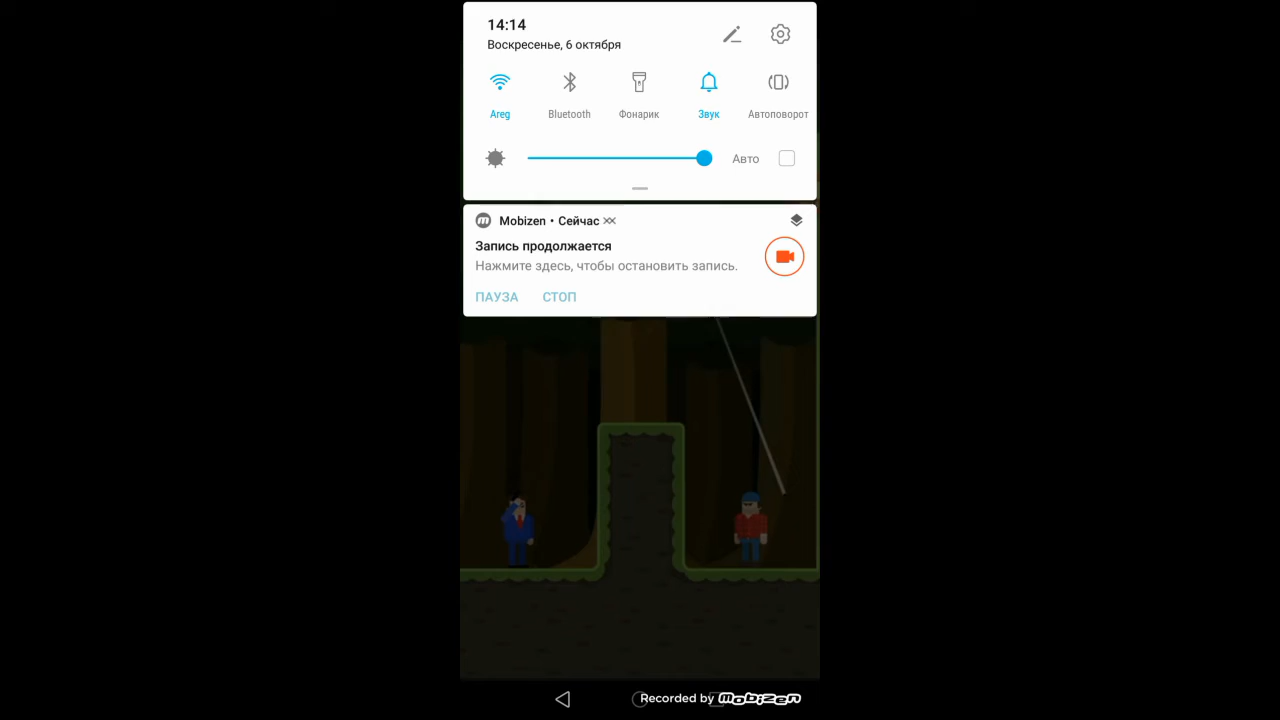 14:14
Воскресенье, 6 октября
Areg
Bluetooth
Фонарик
Звук
Автоповорот
Авто
Mobizen • Сейчас
Запись продолжается
Нажмите здесь, чтобы остановить запись.
ПАУЗА СТОП
Recorded by mobizen